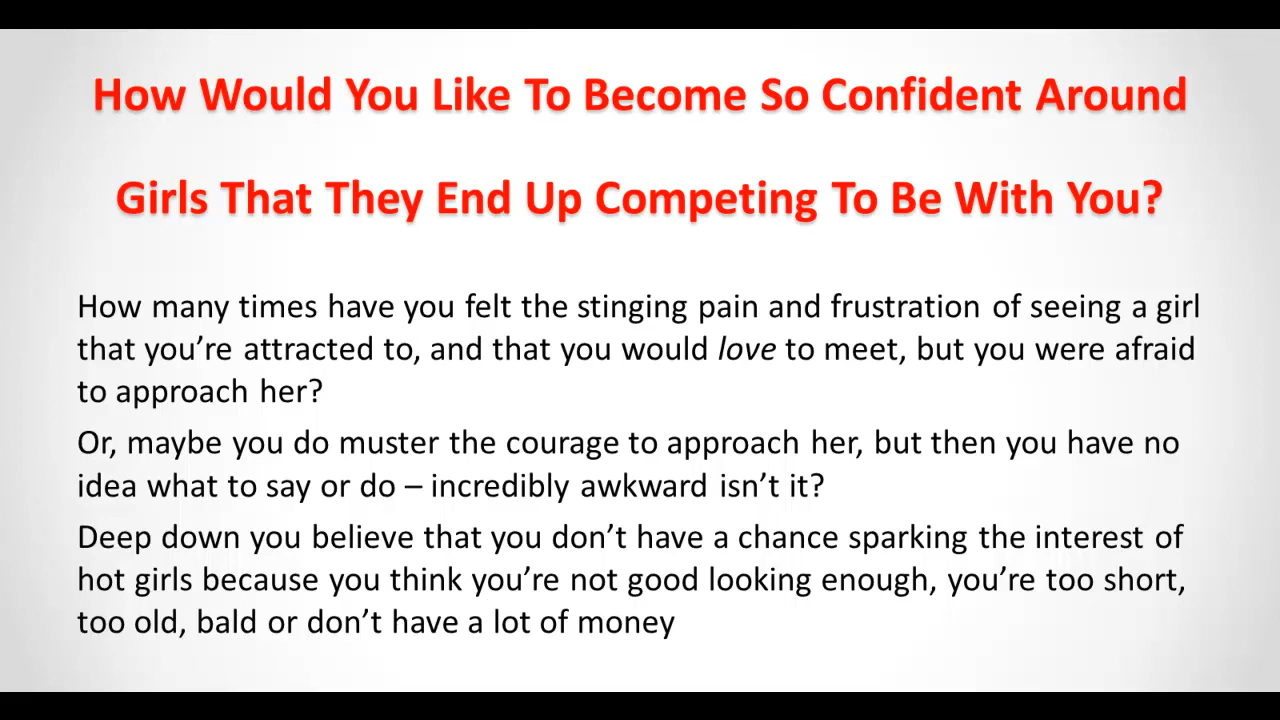 How Would You Like To Become So Confident Around
Girls That They End Up Competing To Be With You?
How many times have you felt the stinging pain and frustration of seeing a girl
that you’re attracted to, and that you would love to meet, but you were afraid
to approach her?
Or, maybe you do muster the courage to approach her, but then you have no
idea what to say or do – incredibly awkward isn’t it?
Deep down you believe that you don’t have a chance sparking the interest of
hot girls because you think you’re not good looking enough, you’re too short,
too old, bald or don’t have a lot of money